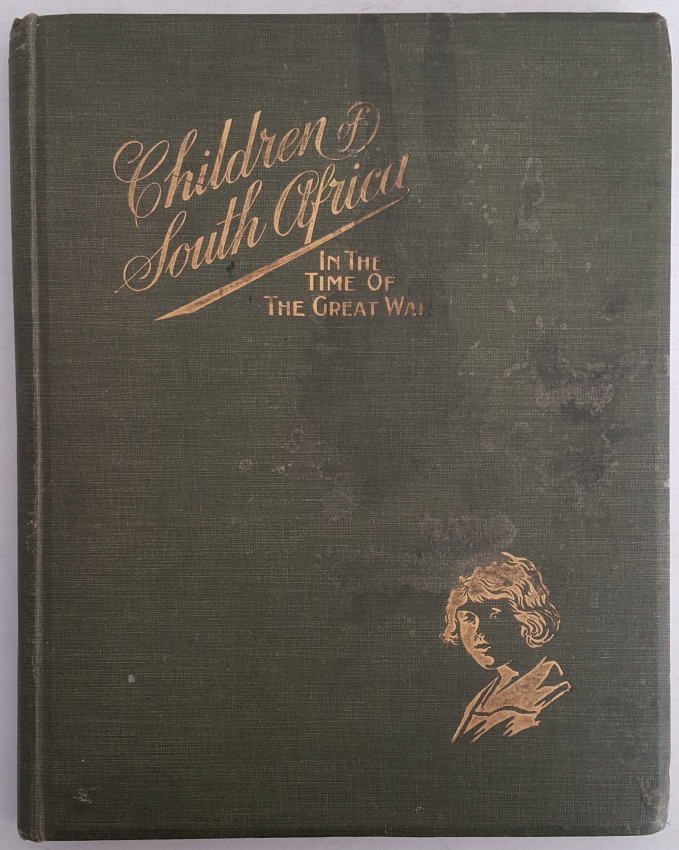 Children of
South Africa
IN THE
TIME OF
THE GREAT WAR